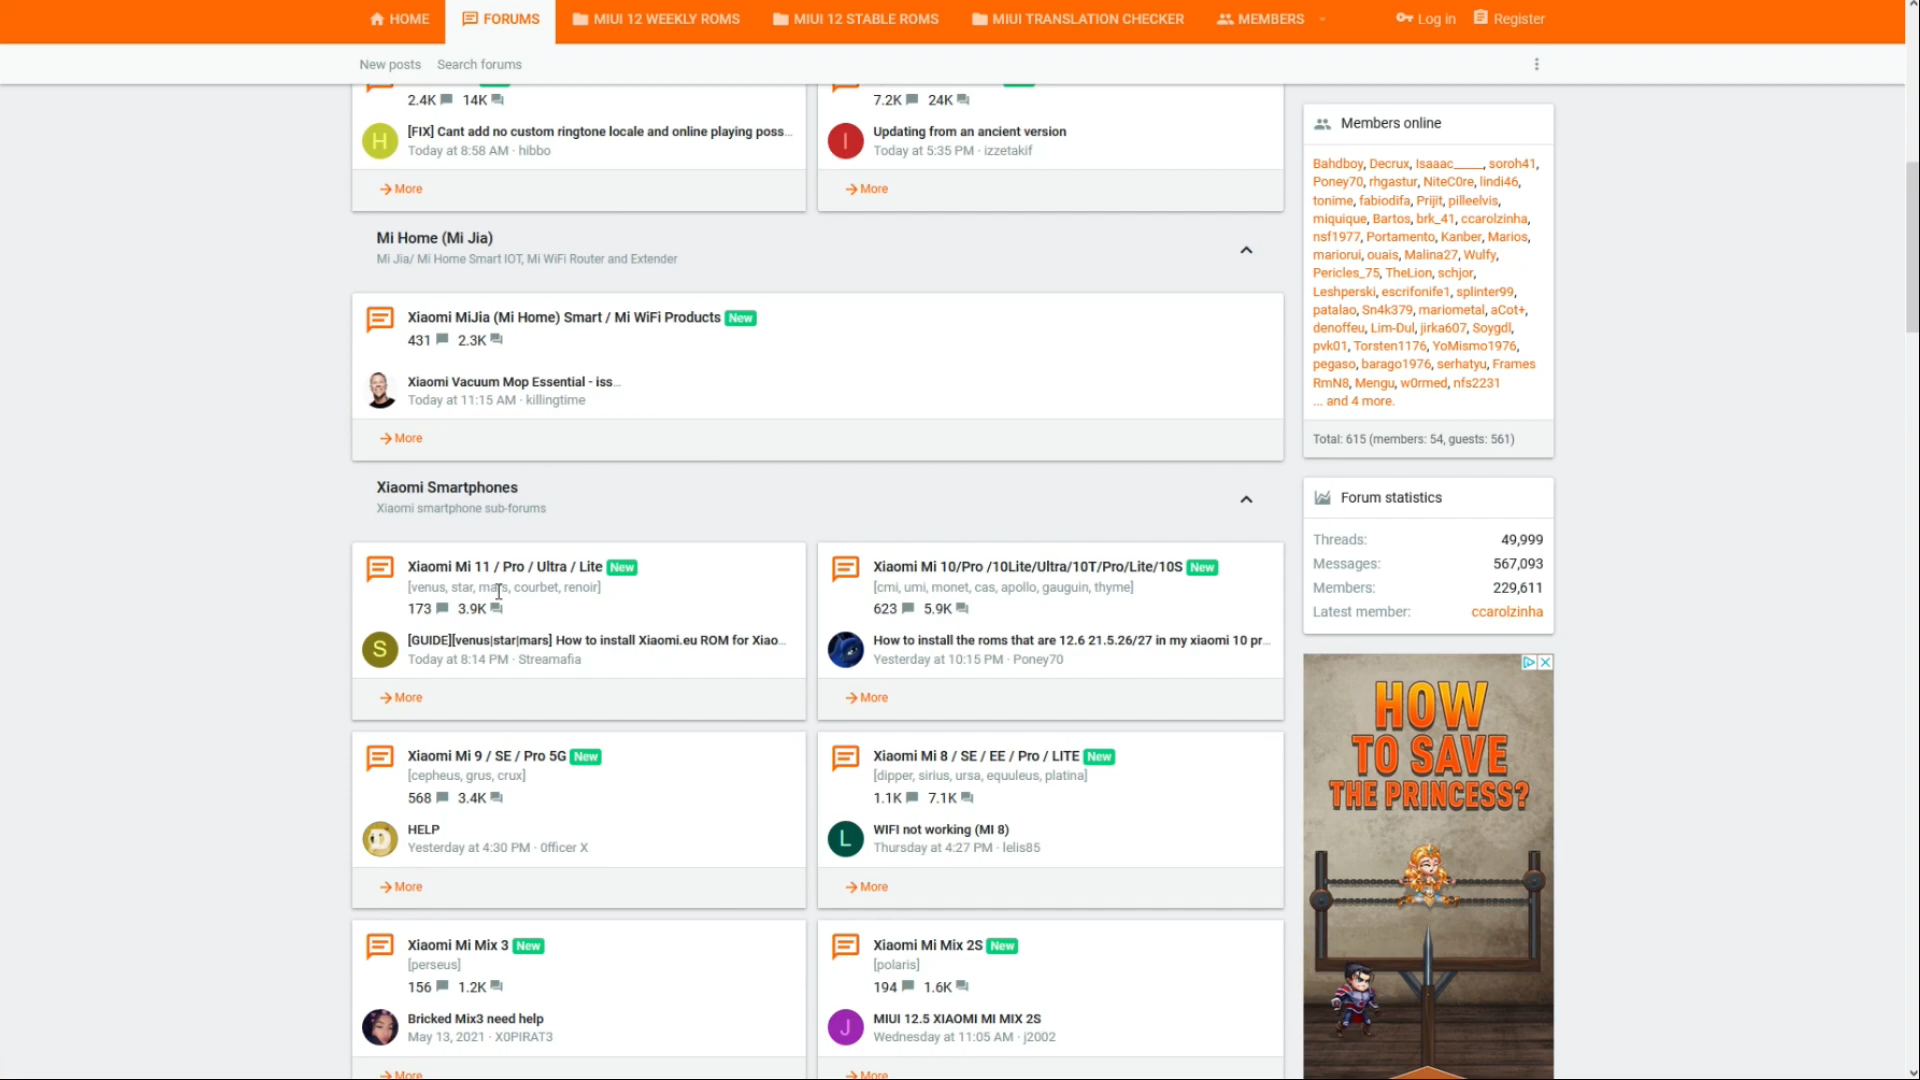 HOME
FORUMS
MIUI 12 WEEKLY ROMS
MIUI 12 STABLE ROMS
MIUI TRANSLATION CHECKER
MEMBERS
Log in
Register
New posts
Search forums
2.4K 14K
[FIX] Cant add no custom ringtone locale and online playing poss...
Today at 8:58 AM · hibbo
More
7.2K 24K
Updating from an ancient version
Today at 5:35 PM · izzetakif
More
Mi Home (Mi Jia)
Mi Jia/ Mi Home Smart IOT, Mi WiFi Router and Extender
Xiaomi MiJia (Mi Home) Smart / Mi WiFi Products New
431 2.3K
Xiaomi Vacuum Mop Essential - iss...
Today at 11:15 AM · killingtime
More
Xiaomi Smartphones
Xiaomi smartphone sub-forums
Xiaomi Mi 11 / Pro / Ultra / Lite New
[venus, star, mars, courbet, renoir]
173 3.9K
S
[GUIDE][venus|star|mars] How to install Xiaomi.eu ROM for Xiao...
Today at 8:14 PM · Streamafia
More
Xiaomi Mi 10/Pro /10Lite/Ultra/10T/Pro/Lite/10S New
[cmi, umi, monet, cas, apollo, gauguin, thyme]
623 5.9K
How to install the roms that are 12.6 21.5.26/27 in my xiaomi 10 pr...
Yesterday at 10:15 PM · Poney70
More
Xiaomi Mi 9 / SE / Pro 5G New
[cepheus, grus, crux]
568 3.4K
HELP
Yesterday at 4:30 PM · 0fficer X
More
Xiaomi Mi 8 / SE / EE / Pro / LITE New
[dipper, sirius, ursa, equuleus, platina]
1.1K 7.1K
L
WIFI not working (MI 8)
Thursday at 4:27 PM · lelis85
More
Xiaomi Mi Mix 3 New
[perseus]
156 1.2K
Bricked Mix3 need help
May 13, 2021 · X0PIRAT3
More
Xiaomi Mi Mix 2S New
[polaris]
194 1.6K
J
MIUI 12.5 XIAOMI MI MIX 2S
Wednesday at 11:05 AM · j2002
More
Members online
Bahdboy, Decrux, Isaaac_____, soroh41,
Poney70, rhgastur, NiteC0re, lindi46,
tonime, fabiodifa, Prijit, pilleelvis,
miquique, Bartos, brk_41, ccarolzinha,
nsf1977, Portamento, Kanber, Marios,
mariorui, ouais, Malina27, Wulfy,
Pericles_75, TheLion, schjor,
Leshperski, escrifonife1, splinter99,
patalao, Sn4k379, mariometal, aCot+,
denoffeu, Lim-Dul, jirka607, Soygdl,
pvk01, Torsten1176, YoMismo1976,
pegaso, barago1976, serhatyu, Frames
RmN8, Mengu, w0rmed, nfs2231
... and 4 more.
Total: 615 (members: 54, guests: 561)
Forum statistics
Threads: 49,999
Messages: 567,093
Members: 229,611
Latest member: ccarolzinha
HOW
TO SAVE
THE PRINCESS?